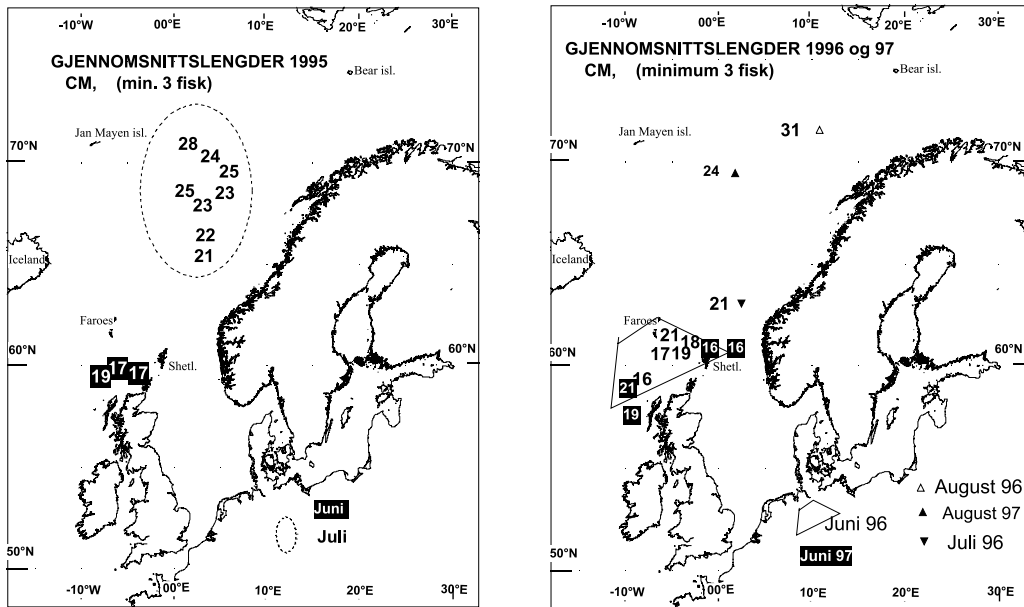 -10°W 00°E 10°E 20°E 30°E
GJENNOMSNITTSLENGDER 1995
CM, (min. 3 fisk)
Bear isl.
Jan Mayen isl.
70°N 70°N
28
24
25
25 23
23
22
21
Iceland
Faroes
60°N 60°N
Shetl.
19 17 17
Juni
Juli
50°N
-10°W 00°E 10°E 20°E 30°E
-10°W 00°E 10°E 20°E 30°E
GJENNOMSNITTSLENGDER 1996 og 97
CM, (minimum 3 fisk)
Bear isl.
Jan Mayen isl.
31
70°N 70°N
24
Iceland
21
Faroes
21 18
17 19 16 16
60°N 60°N
Shetl.
16
21
19
August 96
August 97
Juni 96
Juli 96
Juni 97
50°N
-10°W 00°E 10°E 20°E 30°E